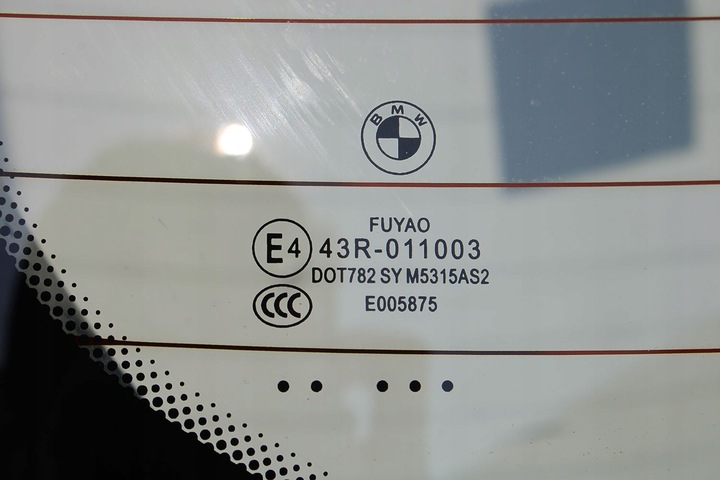 BMW
FUYAO
E4 43R-011003
DOT782 SY M5315AS2
CCC E005875